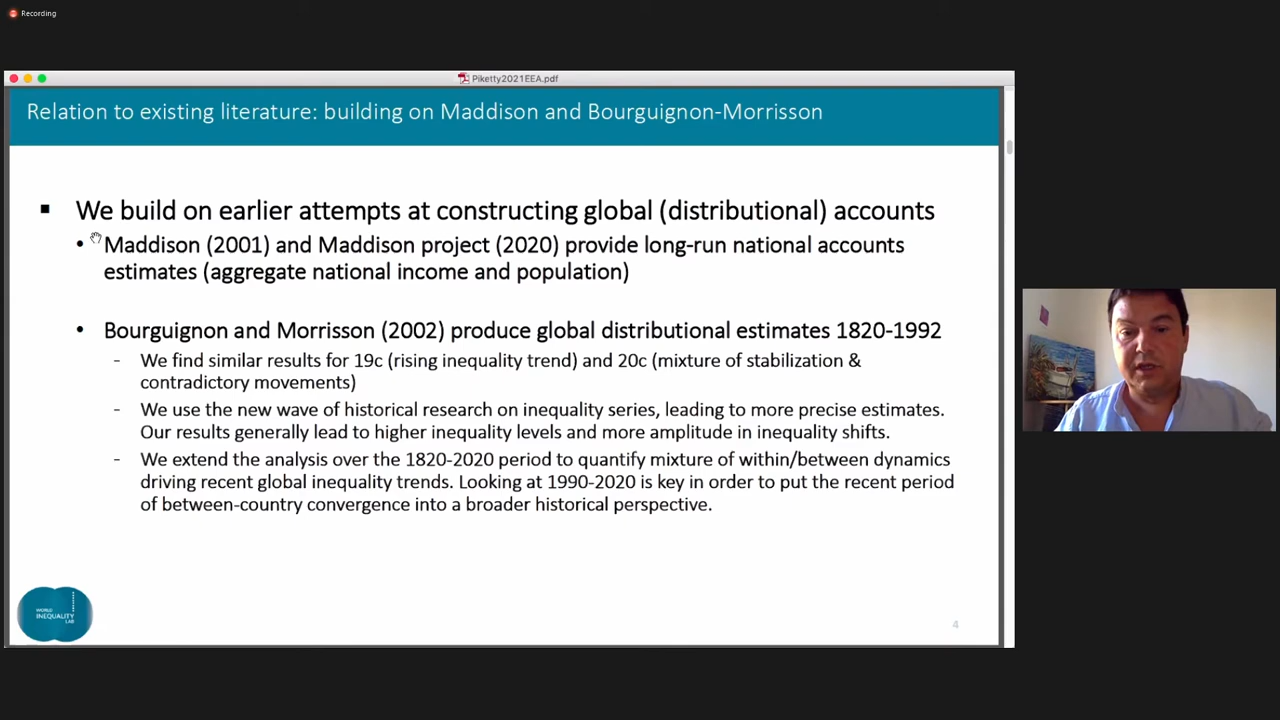 Recording
Piketty2021EEA.pdf
Relation to existing literature: building on Maddison and Bourguignon-Morrisson
▪ We build on earlier attempts at constructing global (distributional) accounts
• Maddison (2001) and Maddison project (2020) provide long-run national accounts
estimates (aggregate national income and population)
• Bourguignon and Morrisson (2002) produce global distributional estimates 1820-1992
- We find similar results for 19c (rising inequality trend) and 20c (mixture of stabilization &
contradictory movements)
- We use the new wave of historical research on inequality series, leading to more precise estimates.
Our results generally lead to higher inequality levels and more amplitude in inequality shifts.
- We extend the analysis over the 1820-2020 period to quantify mixture of within/between dynamics
driving recent global inequality trends. Looking at 1990-2020 is key in order to put the recent period
of between-country convergence into a broader historical perspective.
WORLD
INEQUALITY
LAB
4